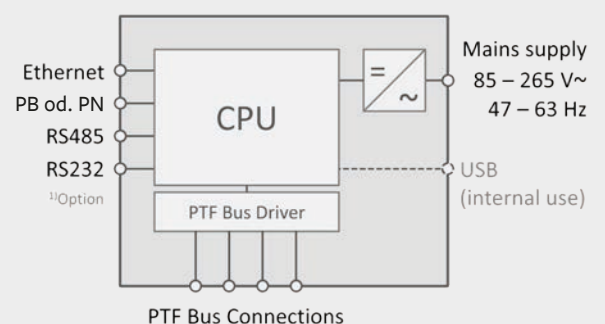 Ethernet
PB od. PN
RS485
RS232
¹⁾Option
CPU
PTF Bus Driver
=
~
Mains supply
85 – 265 V~
47 – 63 Hz
USB
(internal use)
PTF Bus Connections